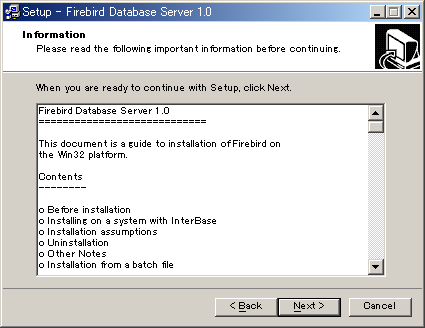 Setup - Firebird Database Server 1.0
Information
Please read the following important information before continuing.
When you are ready to continue with Setup, click Next.
Firebird Database Server 1.0
============================
This document is a guide to installation of Firebird on
the Win32 platform.
Contents
--------
o Before installation
o Installing on a system with InterBase
o Installation assumptions
o Uninstallation
o Other Notes
o Installation from a batch file
< Back
Next >
Cancel